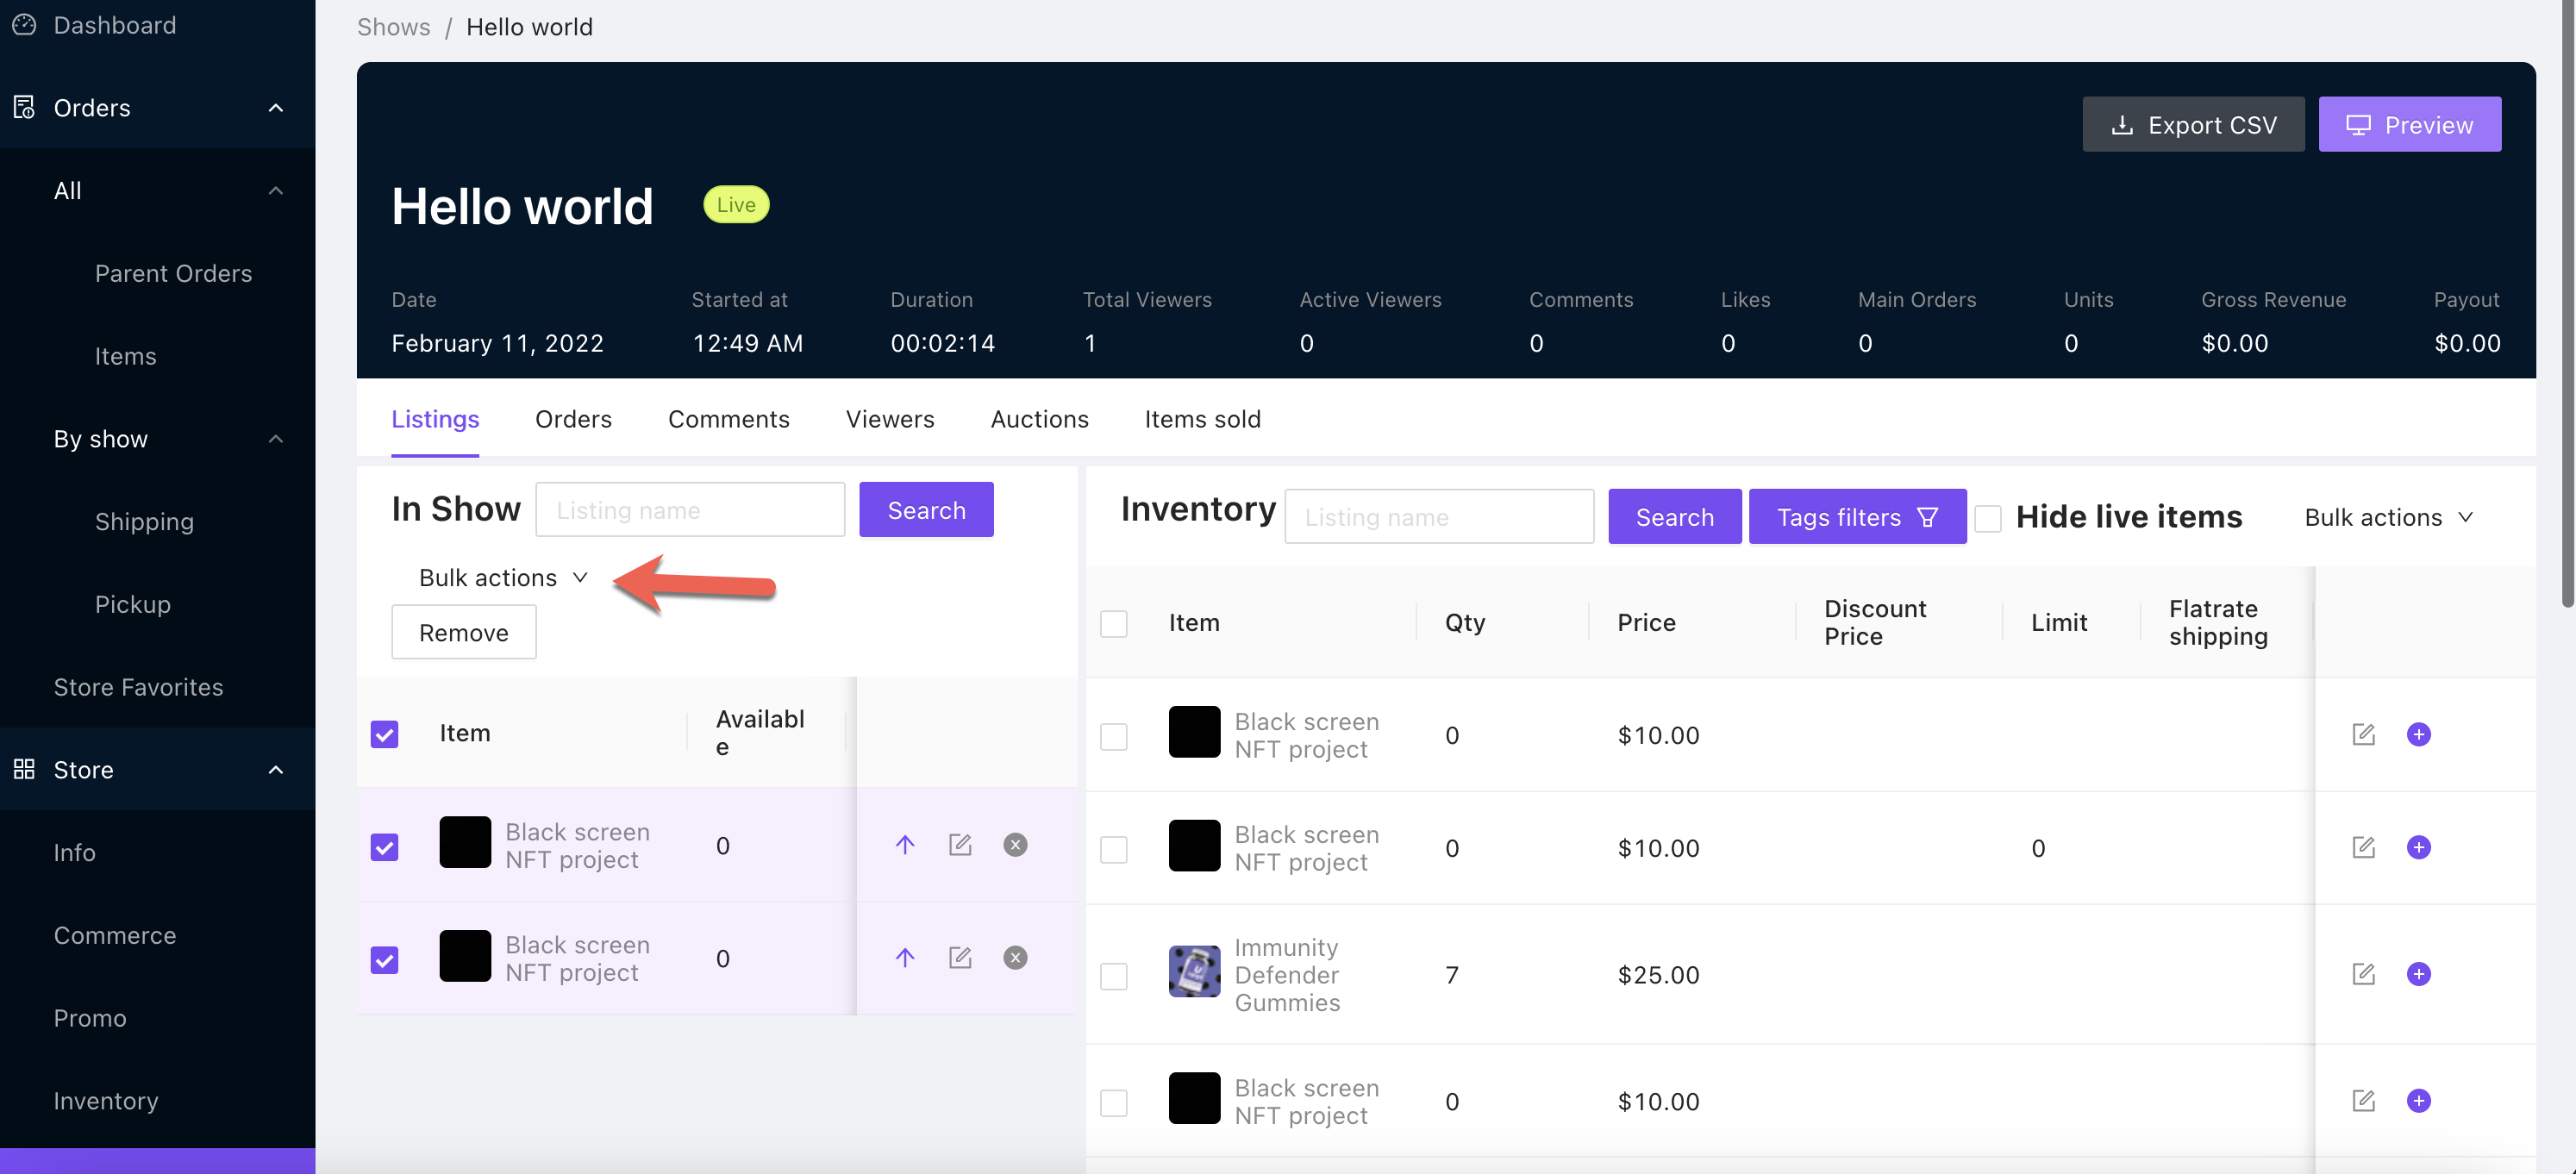 Dashboard
Orders
All
Parent Orders
Items
By show
Shipping
Pickup
Store Favorites
Store
Info
Commerce
Promo
Inventory
Shows / Hello world
Export CSV
Preview
Hello world
Live
Date
February 11, 2022
Started at
12:49 AM
Duration
00:02:14
Total Viewers
1
Active Viewers
0
Comments
0
Likes
0
Main Orders
0
Units
0
Gross Revenue
$0.00
Payout
$0.00
Listings Orders Comments Viewers Auctions Items sold
In Show
Listing name
Search
Bulk actions
Remove
Item
Availabl
e
Black screen
NFT project
0
Black screen
NFT project
0
Inventory
Listing name
Search
Tags filters
Hide live items
Bulk actions
Item
Qty
Price
Discount
Price
Limit
Flatrate
shipping
Black screen
NFT project
0
$10.00
Black screen
NFT project
0
$10.00
0
Immunity
Defender
Gummies
7
$25.00
Black screen
NFT project
0
$10.00